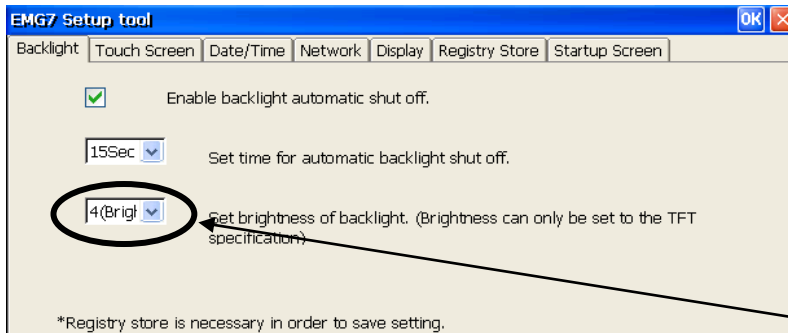 EMG7 Setup tool OK
Backlight Touch Screen Date/Time Network Display Registry Store Startup Screen
Enable backlight automatic shut off.
15Sec Set time for automatic backlight shut off.
4(Brigh Set brightness of backlight. (Brightness can only be set to the TFT
specification)
*Registry store is necessary in order to save setting.